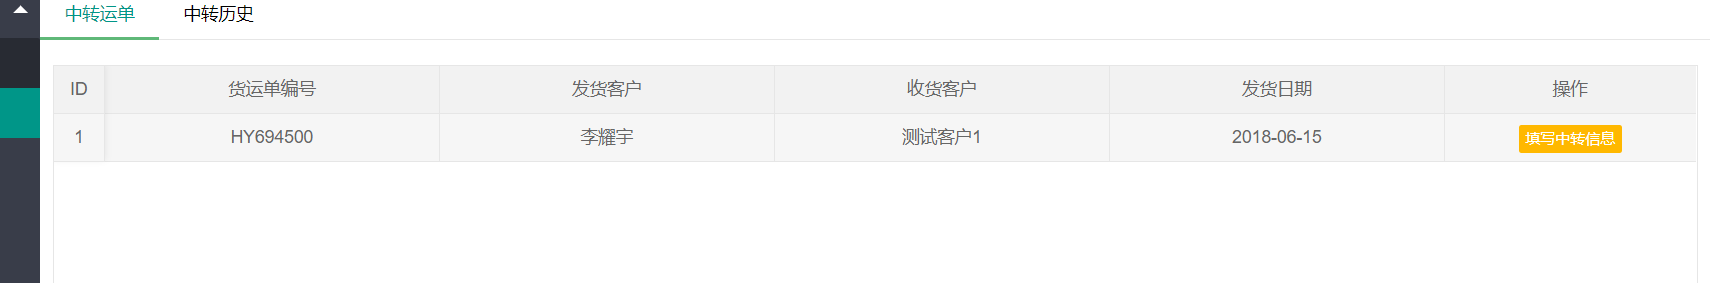 中转运单 中转历史
ID 货运单编号 发货客户 收货客户 发货日期 操作
1 HY694500 李耀宇 测试客户1 2018-06-15 填写中转信息